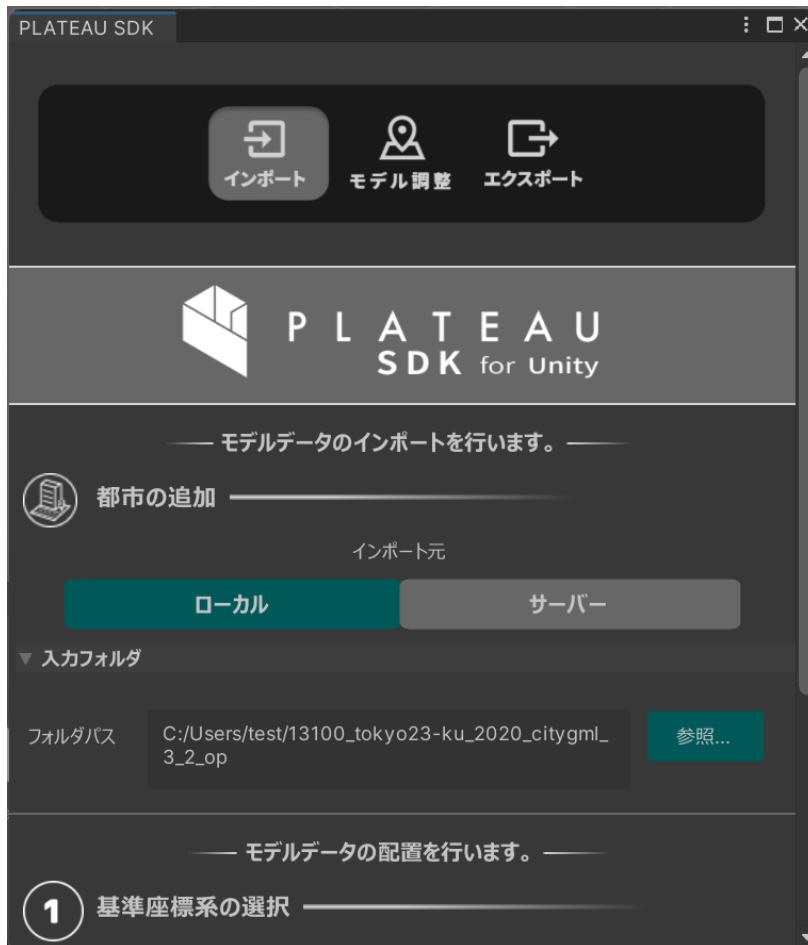 PLATEAU SDK
インポート
モデル調整
エクスポート
PLATEAU
SDK for Unity
モデルデータのインポートを行います。
都市の追加
インポート元
ローカル
サーバー
入力フォルダ
フォルダパス
C:/Users/test/13100_tokyo23-ku_2020_citygml_
3_2_op
参照...
モデルデータの配置を行います。
1
基準座標系の選択